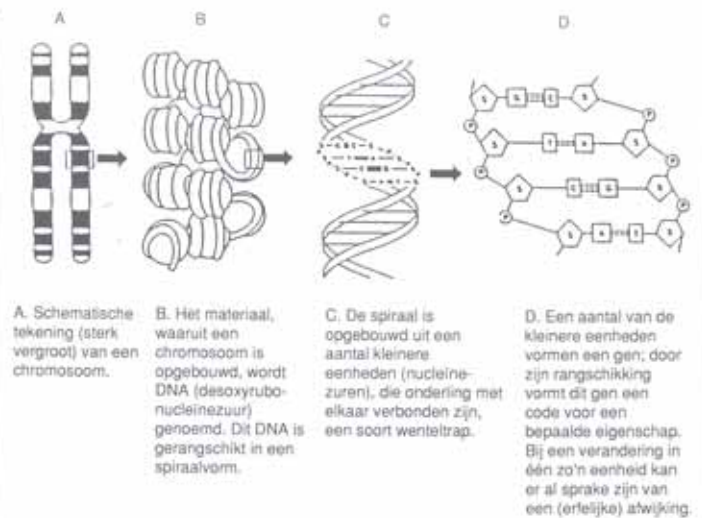 A
B
C
D
S G C S
P
S T A S
P
P
S C G S
P
P
S A T S
A. Schematische
tekening (sterk
vergroot) van een
chromosoom.
B. Het materiaal,
waaruit een
chromosoom is
opgebouwd, wordt
DNA (desoxyrubo-
nucleïnezuur)
genoemd. Dit DNA is
gerangschikt in een
spiraalvorm.
C. De spiraal is
opgebouwd uit een
aantal kleinere
eenheden (nucleïne-
zuren), die onderling met
elkaar verbonden zijn,
een soort wenteltrap.
D. Een aantal van de
kleinere eenheden
vormen een gen; door
zijn rangschikking
vormt dit gen een
code voor een
bepaalde eigenschap.
Bij een verandering in
één zo'n eenheid kan
er al sprake zijn van
een (erfelijke) afwijking.